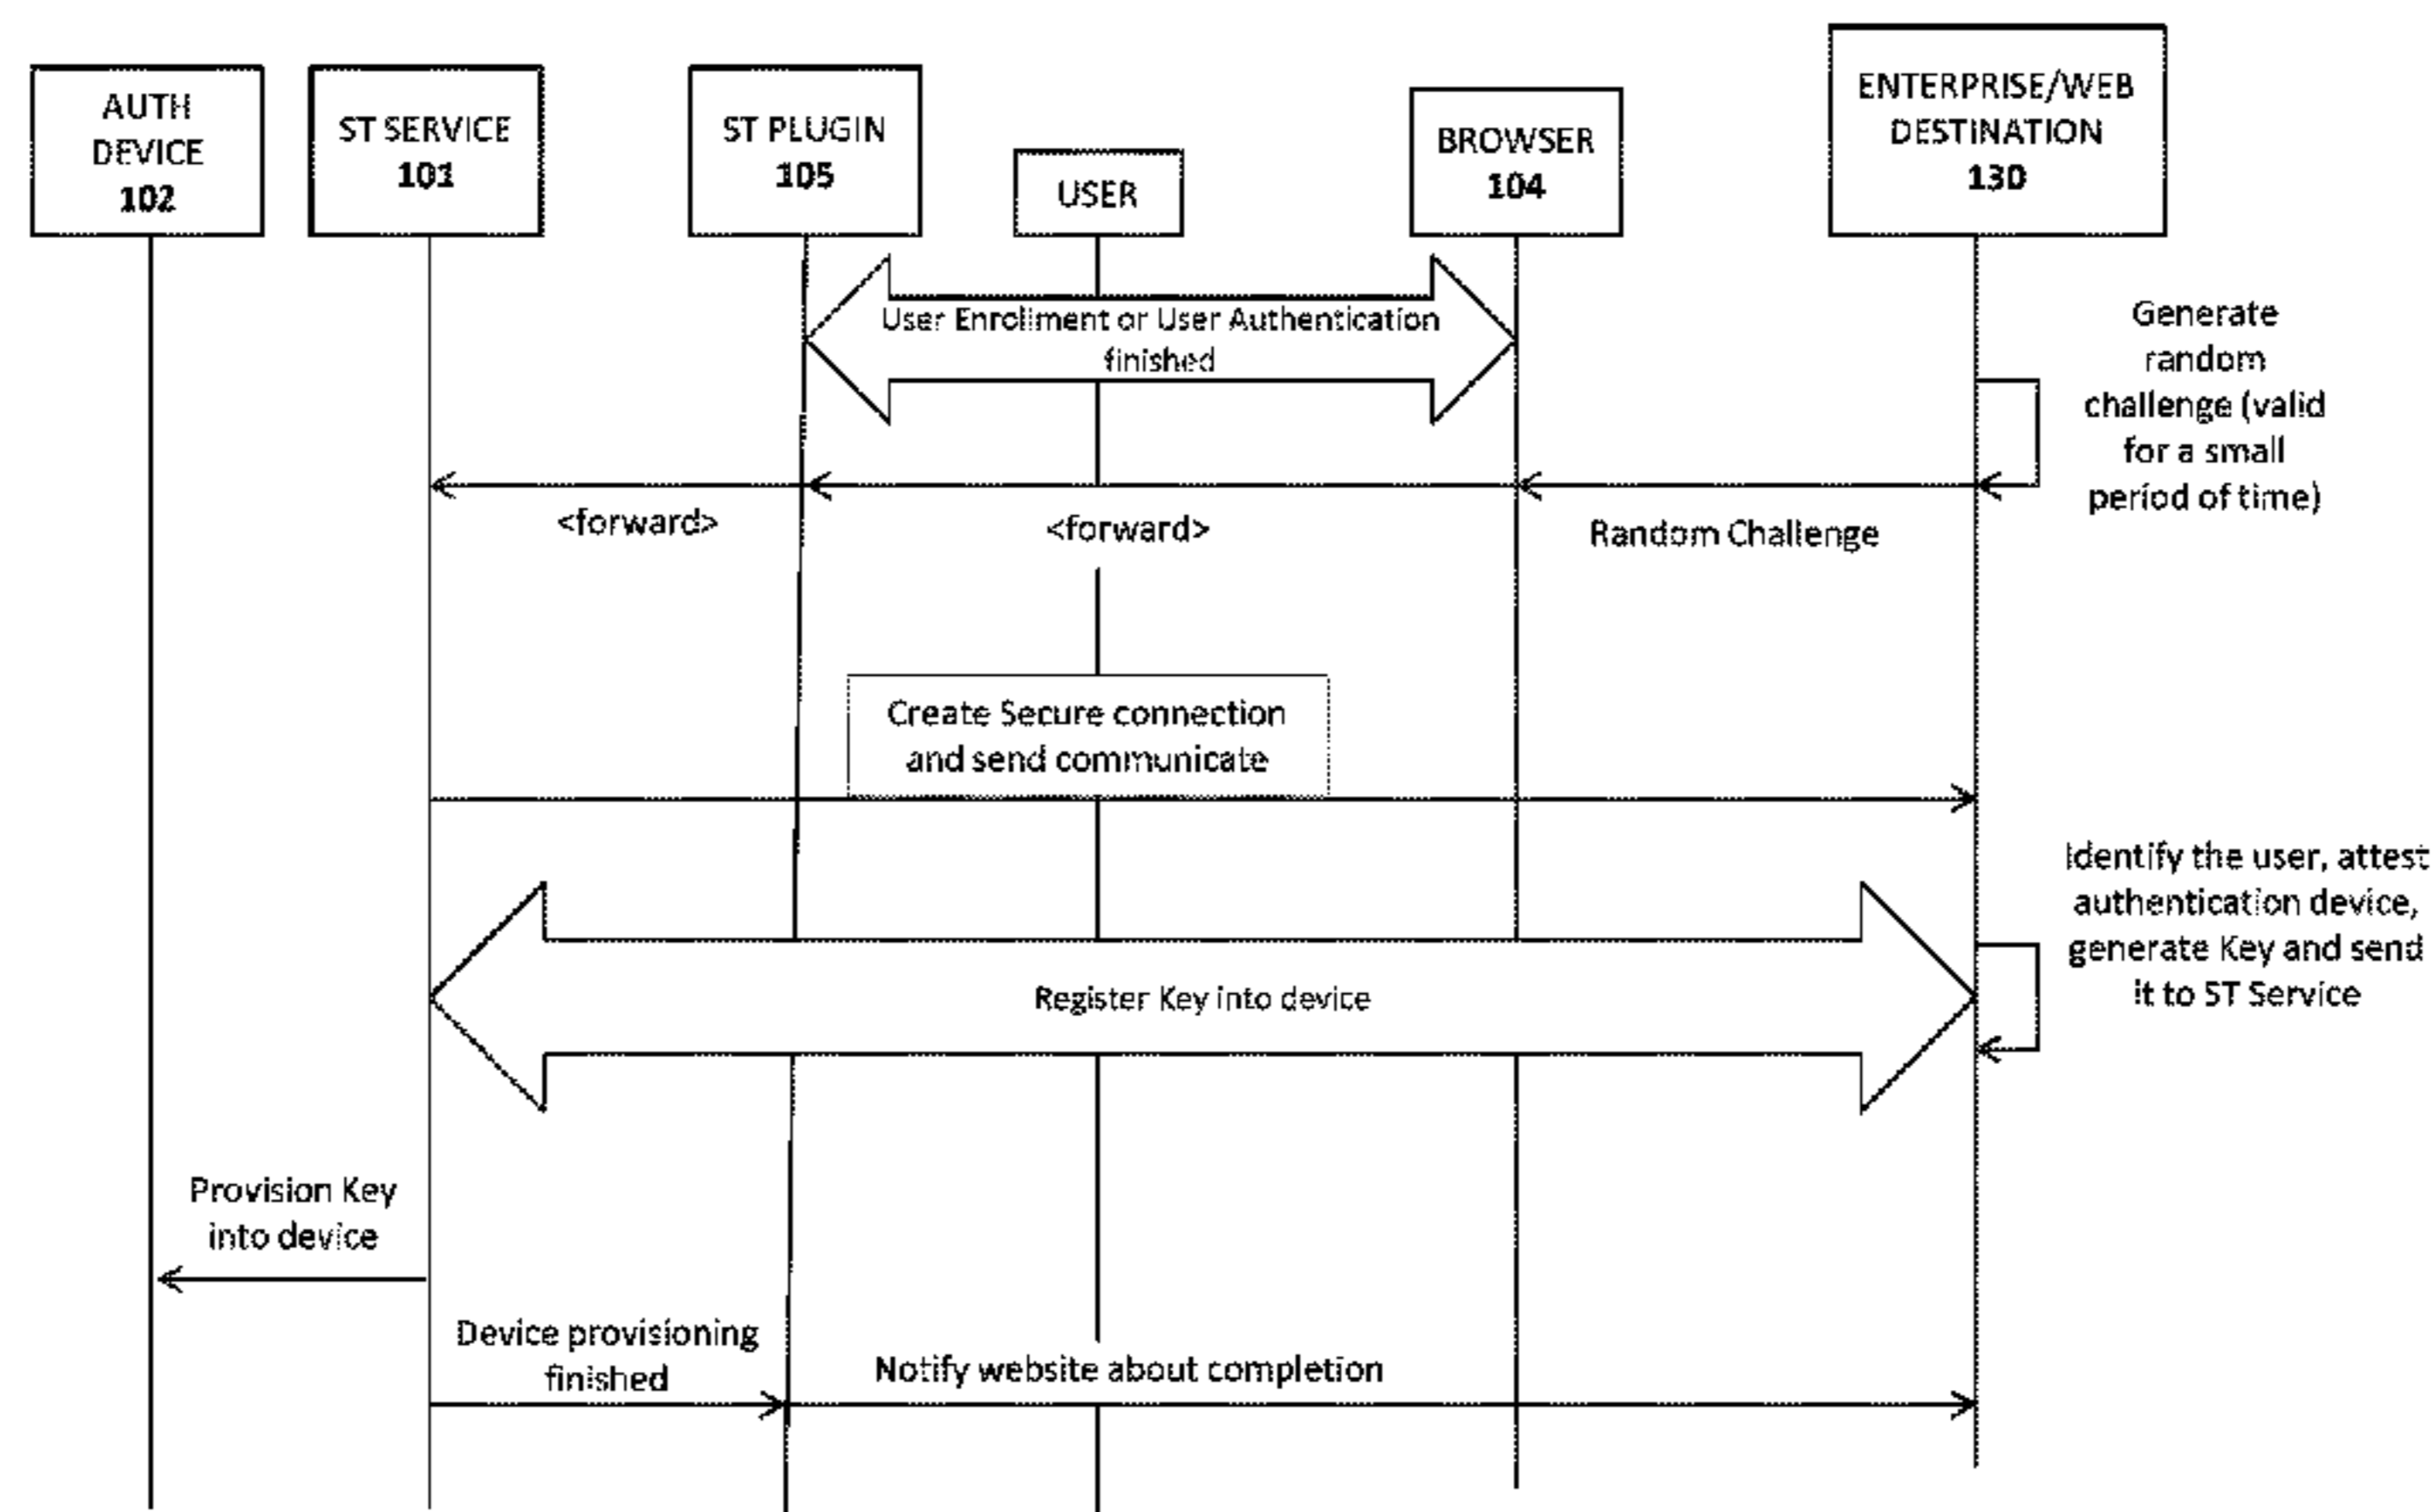 AUTH
DEVICE
102
ST SERVICE
101
ST PLUGIN
105
USER
BROWSER
104
ENTERPRISE/WEB
DESTINATION
130
User Enrollment or User Authentication
finished
Generate
random
challenge (valid
for a small
period of time)
<forward>
<forward>
Random Challenge
Create Secure connection
and send communicate
Identify the user, attest
authentication device,
generate Key and send
it to ST Service
Register Key into device
Provision Key
into device
Device provisioning
finished
Notify website about completion